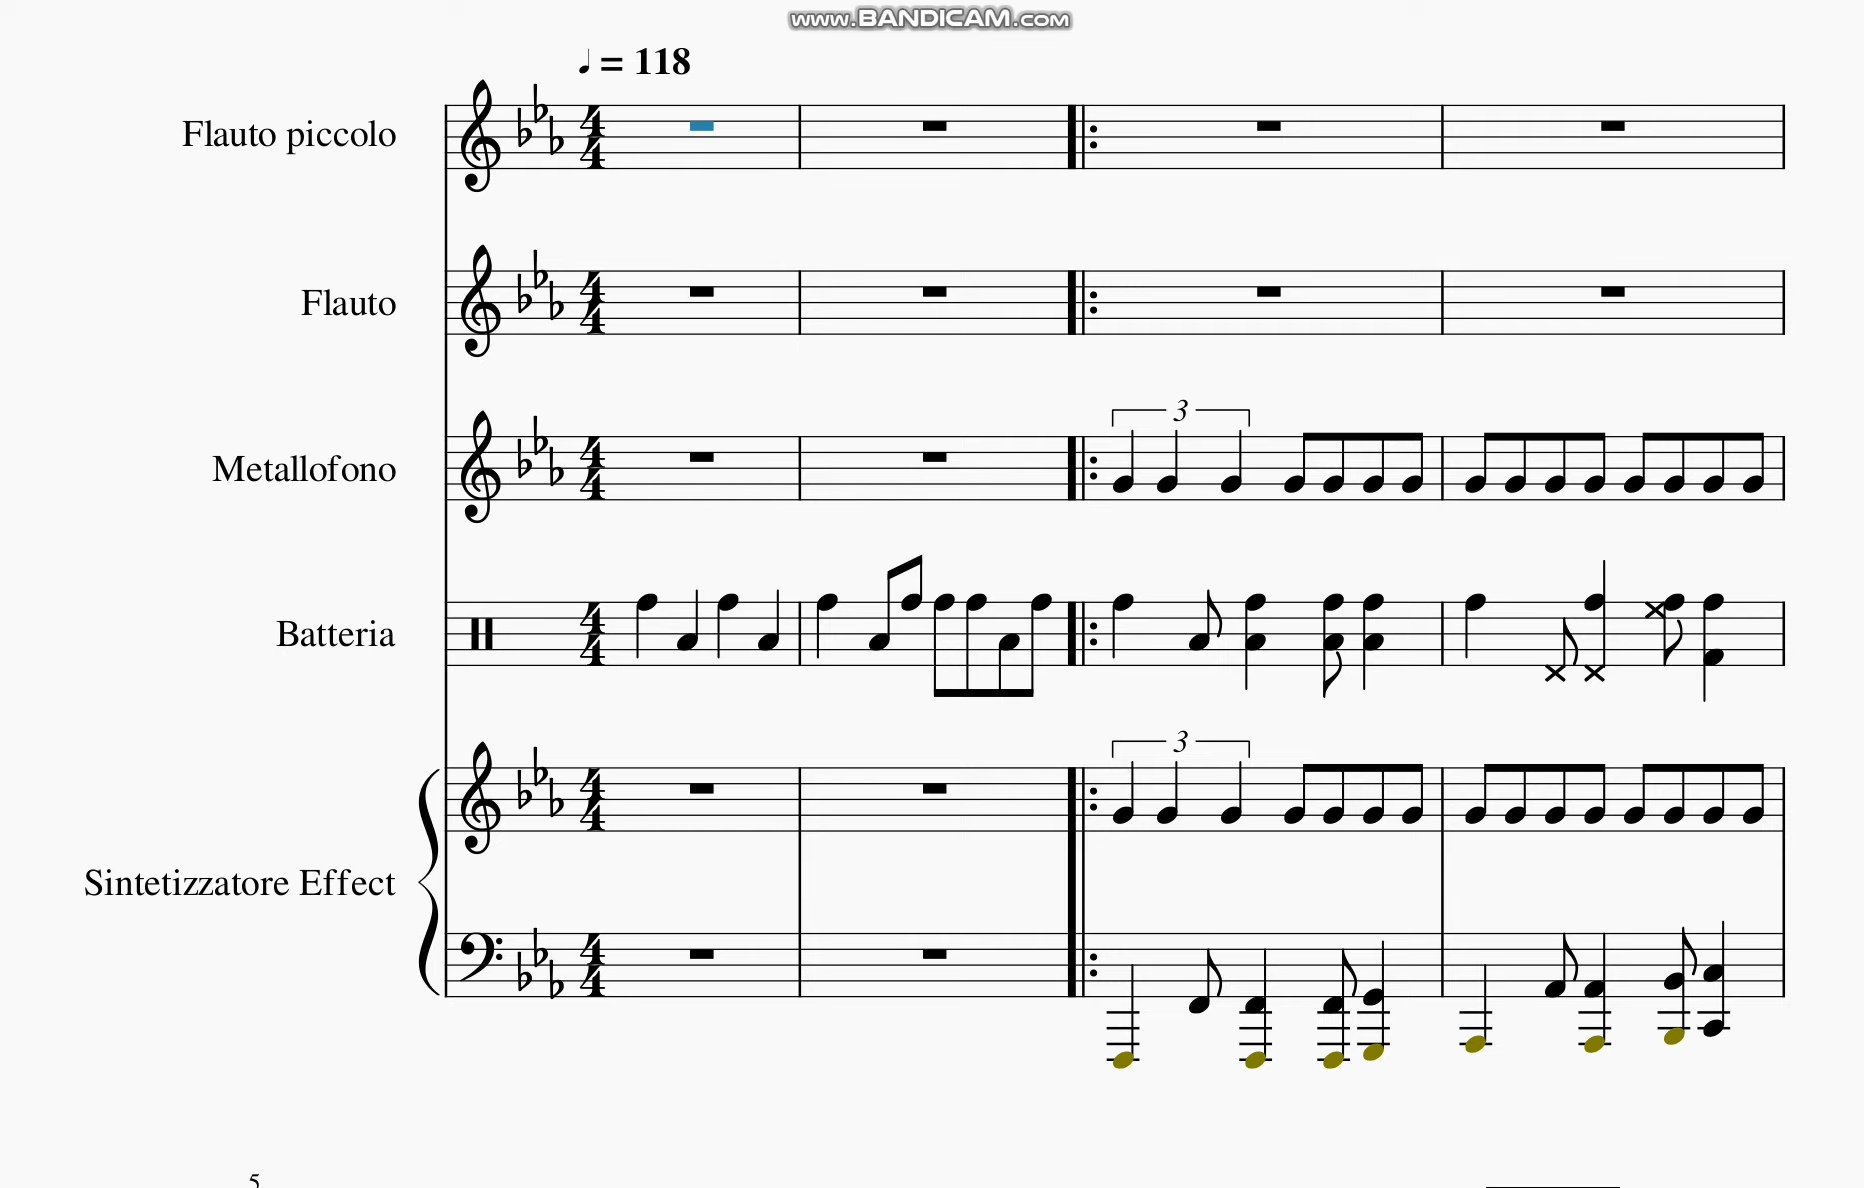 www.BANDICAM.com
♩ = 118
Flauto piccolo
Flauto
Metallofono
3
Batteria
3
Sintetizzatore Effect
5